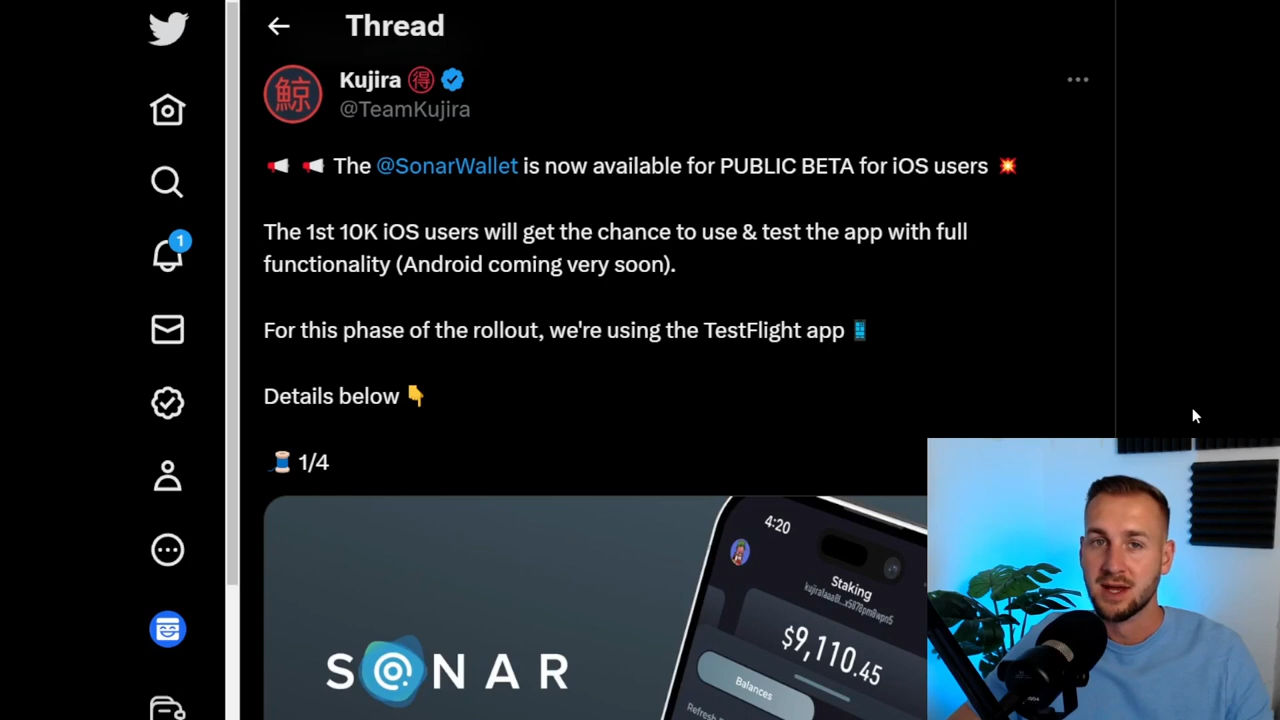 Thread
Kujira 得
@TeamKujira
鯨
The @SonarWallet is now available for PUBLIC BETA for iOS users
The 1st 10K iOS users will get the chance to use & test the app with full
functionality (Android coming very soon).
For this phase of the rollout, we're using the TestFlight app
Details below
1/4
1
SONAR
4:20
Staking
$9,110.45
Balances